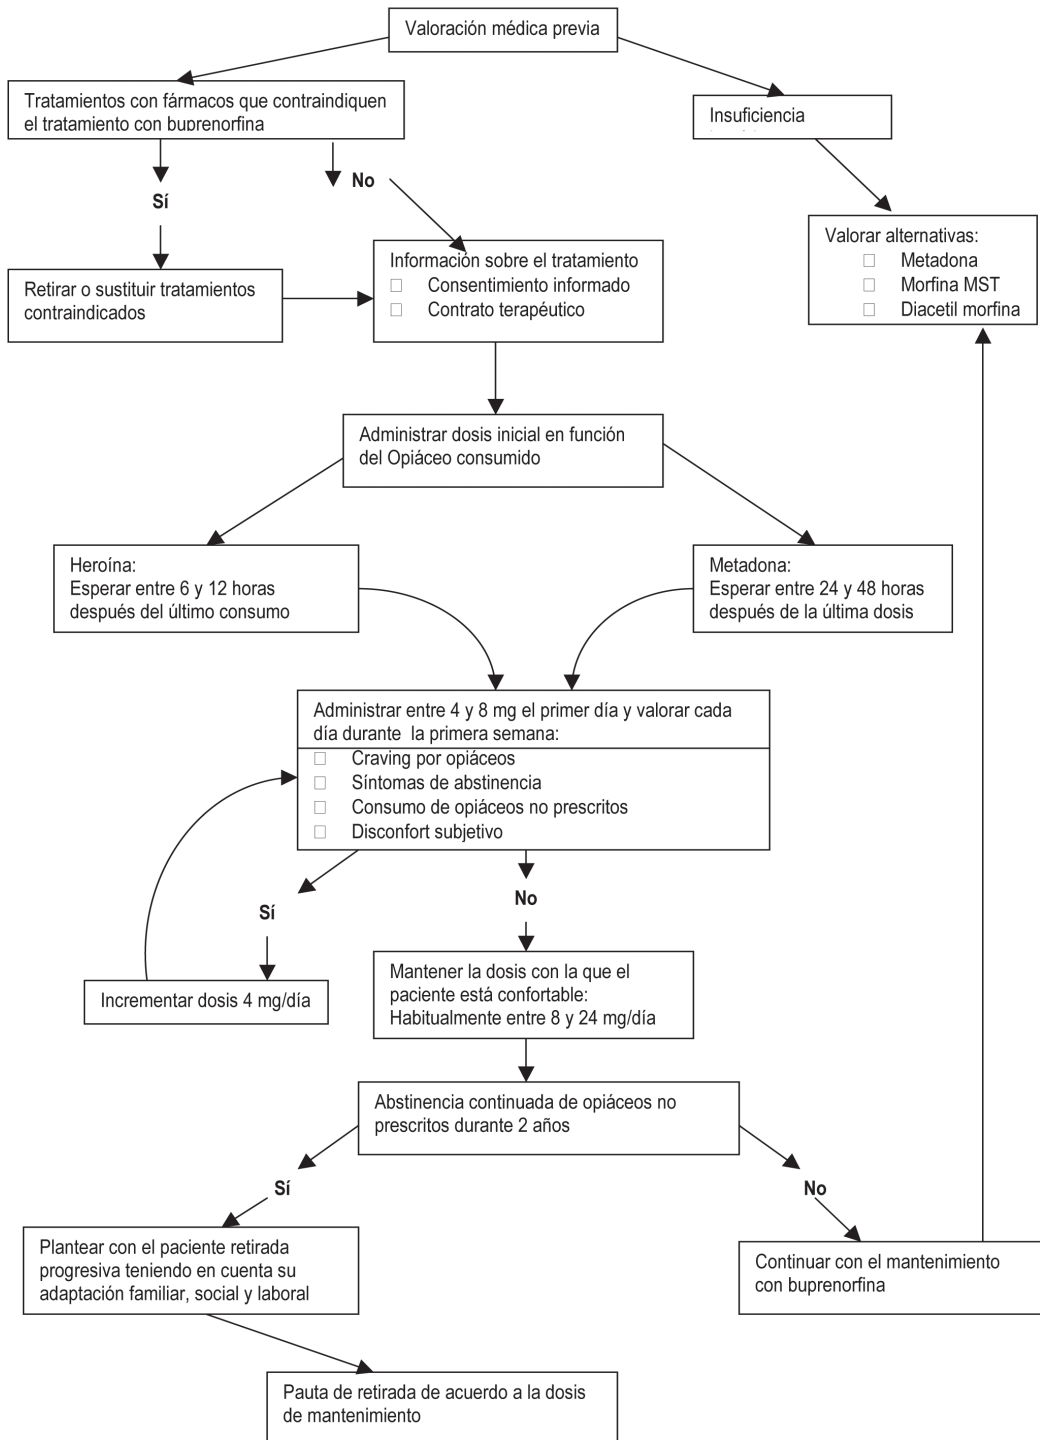 Valoración médica previa
Tratamientos con fármacos que contraindiquen
el tratamiento con buprenorfina
Insuficiencia
Sí
No
Retirar o sustituir tratamientos
contraindicados
Información sobre el tratamiento
Consentimiento informado
Contrato terapéutico
Valorar alternativas:
Metadona
Morfina MST
Diacetil morfina
Administrar dosis inicial en función
del Opiáceo consumido
Heroína:
Esperar entre 6 y 12 horas
después del último consumo
Metadona:
Esperar entre 24 y 48 horas
después de la última dosis
Administrar entre 4 y 8 mg el primer día y valorar cada
día durante la primera semana:
Craving por opiáceos
Síntomas de abstinencia
Consumo de opiáceos no prescritos
Disconfort subjetivo
Sí
No
Incrementar dosis 4 mg/día
Mantener la dosis con la que el
paciente está confortable:
Habitualmente entre 8 y 24 mg/día
Abstinencia continuada de opiáceos no
prescritos durante 2 años
Sí
No
Plantear con el paciente retirada
progresiva teniendo en cuenta su
adaptación familiar, social y laboral
Continuar con el mantenimiento
con buprenorfina
Pauta de retirada de acuerdo a la dosis
de mantenimiento